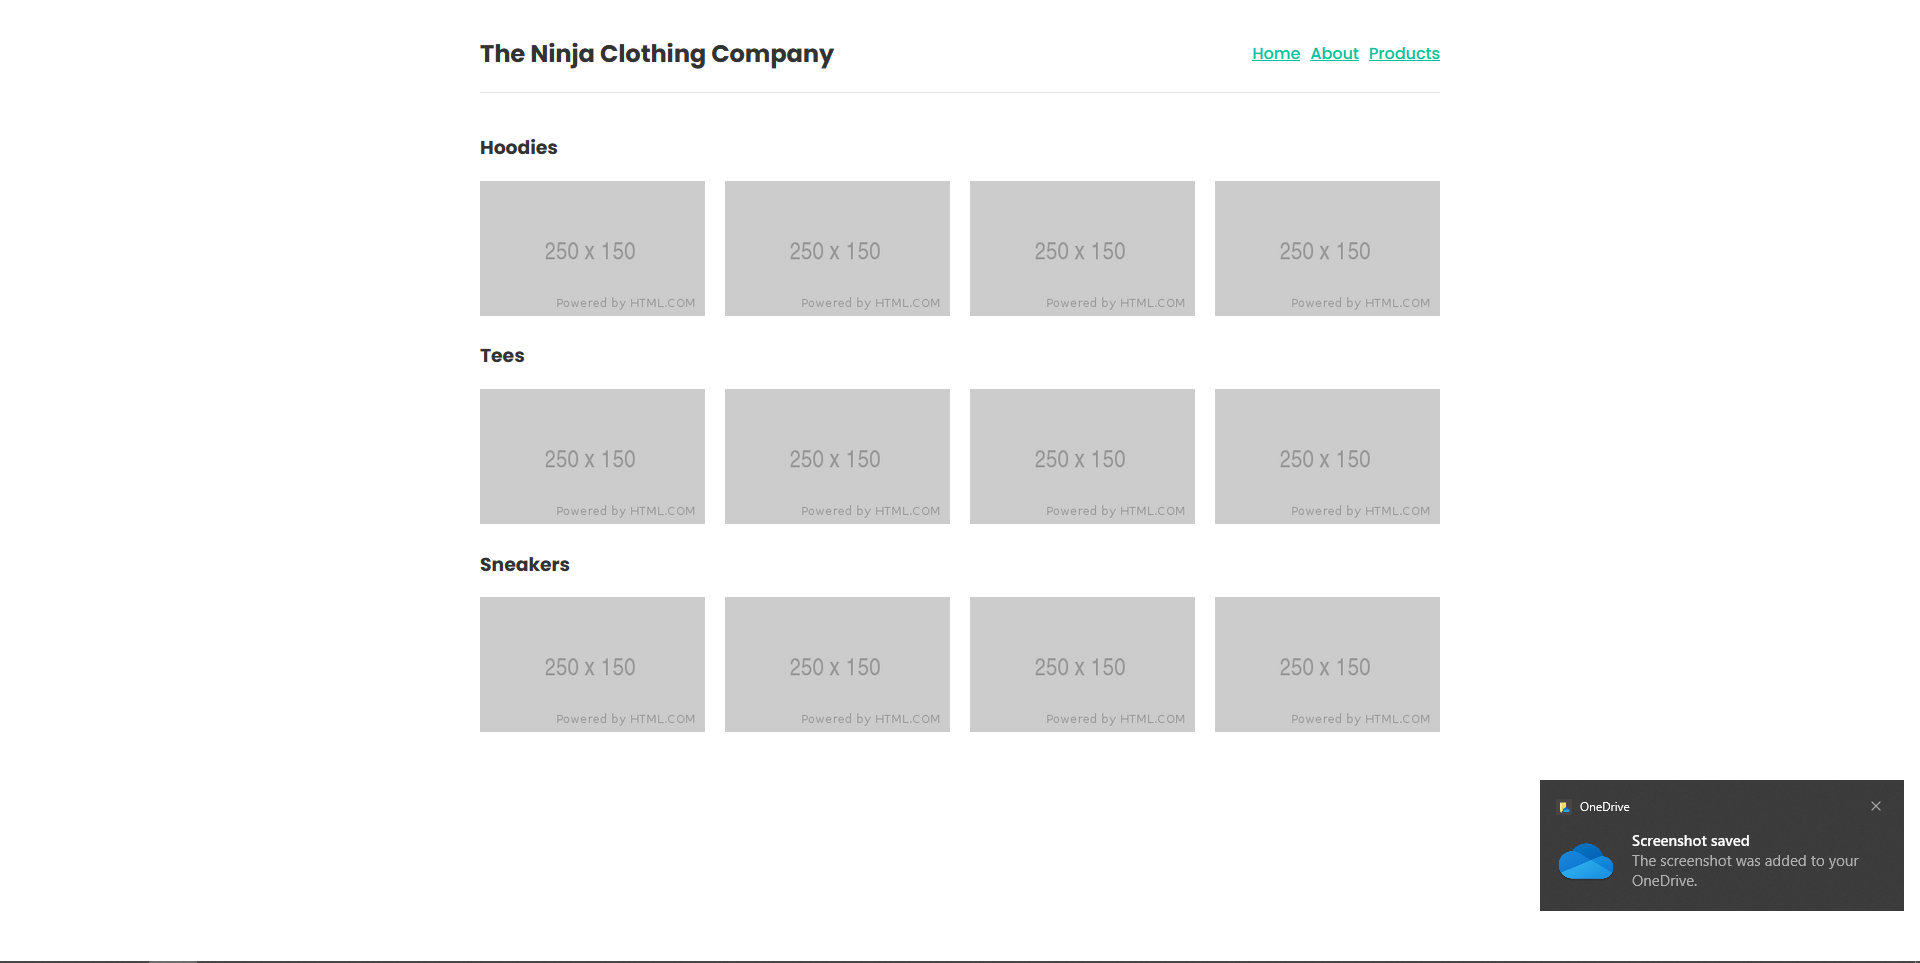 The Ninja Clothing Company
Home About Products
Hoodies
250 x 150 250 x 150 250 x 150 250 x 150
Powered by HTML.COM Powered by HTML.COM Powered by HTML.COM Powered by HTML.COM
Tees
250 x 150 250 x 150 250 x 150 250 x 150
Powered by HTML.COM Powered by HTML.COM Powered by HTML.COM Powered by HTML.COM
Sneakers
250 x 150 250 x 150 250 x 150 250 x 150
Powered by HTML.COM Powered by HTML.COM Powered by HTML.COM Powered by HTML.COM
OneDrive
Screenshot saved
The screenshot was added to your
OneDrive.